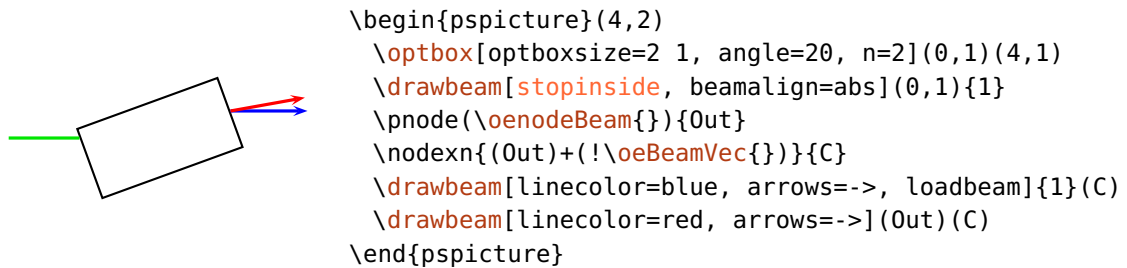 \begin{pspicture}(4,2)
\optbox[optboxsize=2 1, angle=20, n=2](0,1)(4,1)
\drawbeam[stopinside, beamalign=abs](0,1){1}
\pnode(\oenodeBeam{}){Out}
\nodexn{(Out)+(!\oeBeamVec{})}{C}
\drawbeam[linecolor=blue, arrows=->, loadbeam]{1}(C)
\drawbeam[linecolor=red, arrows=->](Out)(C)
\end{pspicture}